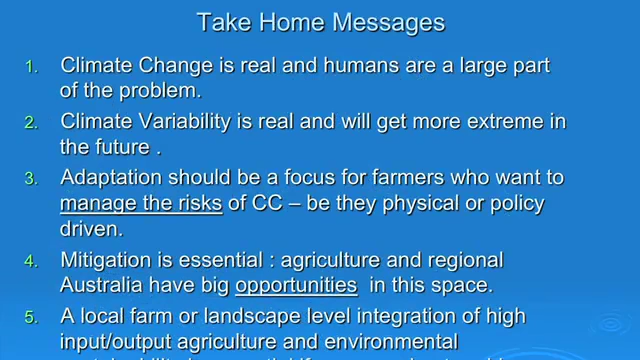 Take Home Messages
1. Climate Change is real and humans are a large part
of the problem.
2. Climate Variability is real and will get more extreme in
the future .
3. Adaptation should be a focus for farmers who want to
manage the risks of CC – be they physical or policy
driven.
4. Mitigation is essential : agriculture and regional
Australia have big opportunities in this space.
5. A local farm or landscape level integration of high
input/output agriculture and environmental